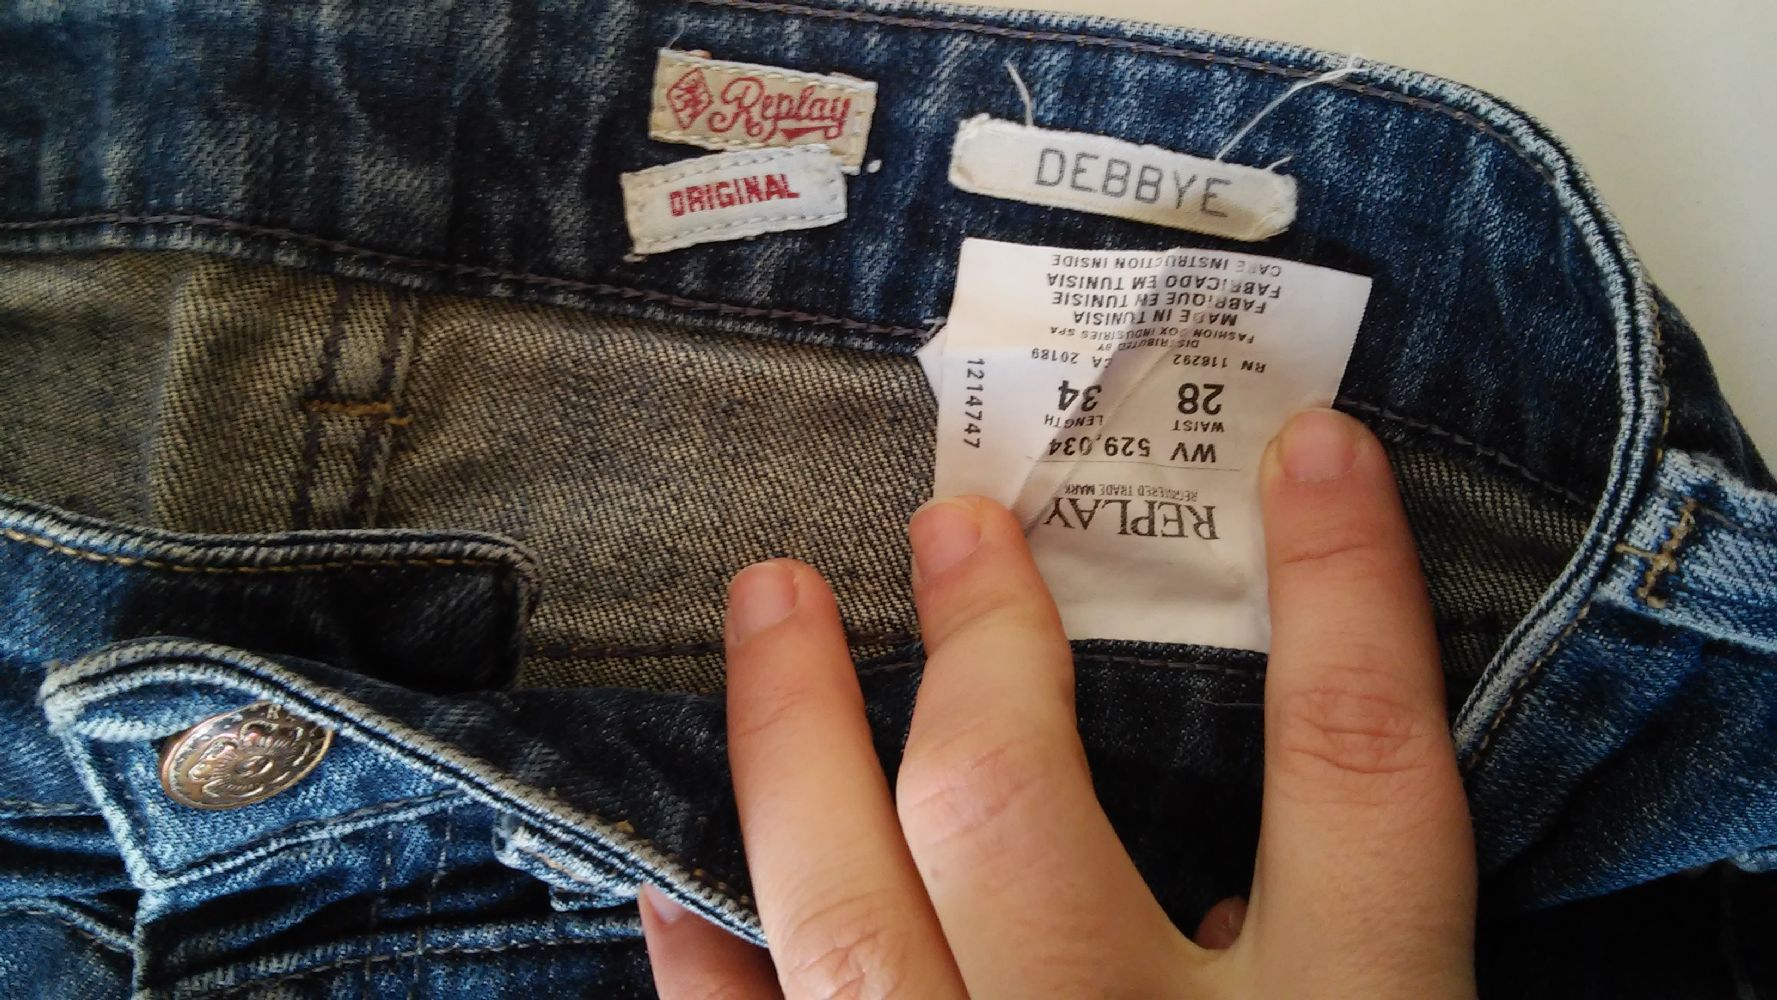 Replay
ORIGINAL
DEBBYE
REPLAY
REGISTERED TRADE MARK
WV 529.034
WAIST LENGTH
28 34
RN 118292 CA 20189
DISTRIBUTED BY
FASHION BOX INDUSTRIES SPA
MADE IN TUNISIA
FABRIQUE EN TUNISIE
FABRICADO EM TUNISIA
CARE INSTRUCTION INSIDE
1214747
R